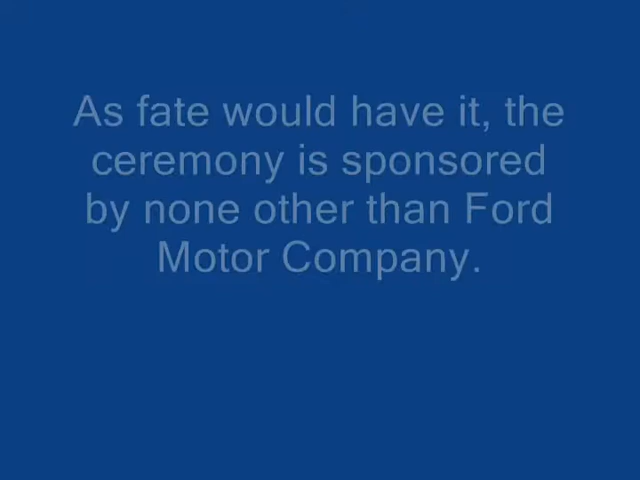 As fate would have it, the
ceremony is sponsored
by none other than Ford
Motor Company.